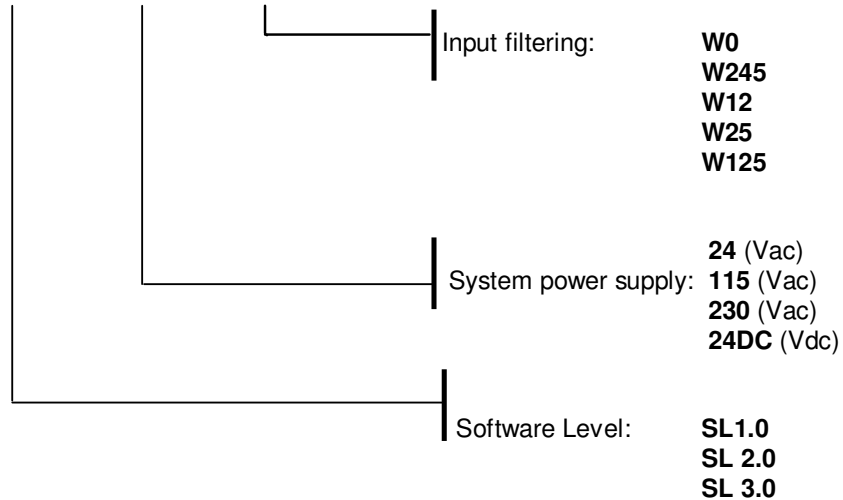 Input filtering: W0
W245
W12
W25
W125
24 (Vac)
System power supply: 115 (Vac)
230 (Vac)
24DC (Vdc)
Software Level: SL1.0
SL 2.0
SL 3.0